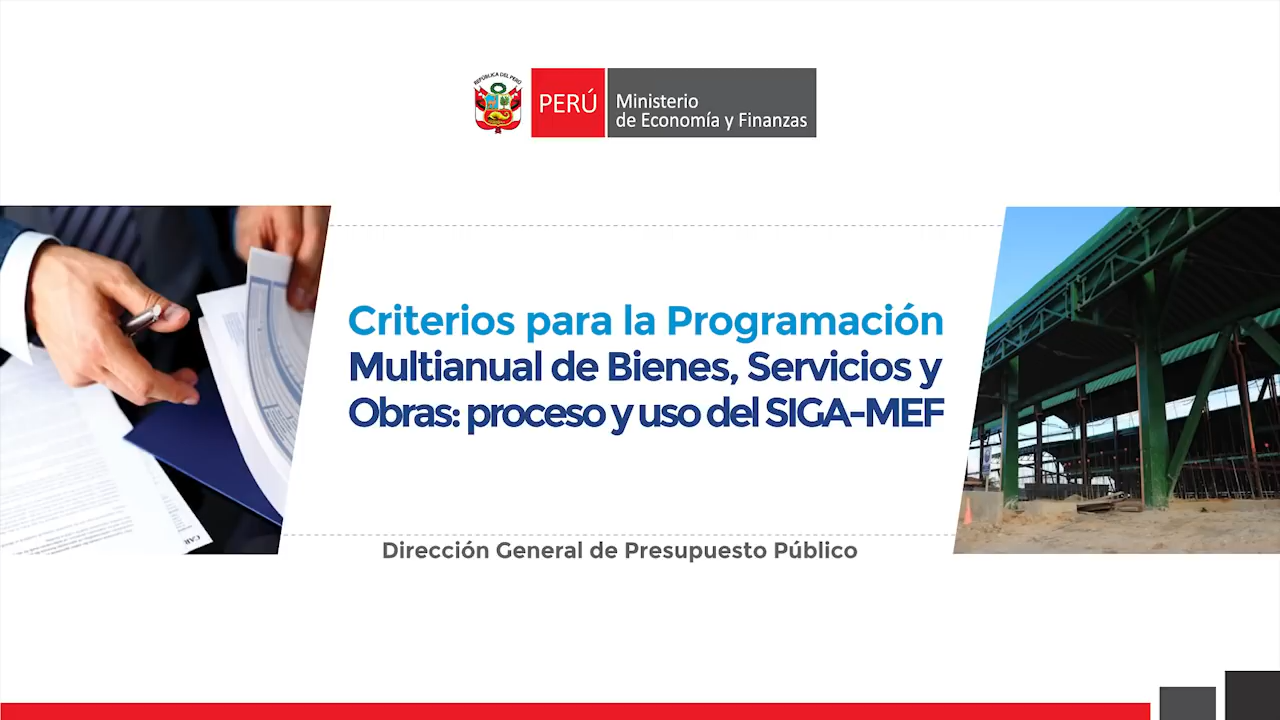 REPÚBLICA DEL PERÚ
PERÚ
Ministerio
de Economía y Finanzas
Criterios para la Programación
Multianual de Bienes, Servicios y
Obras: proceso y uso del SIGA-MEF
Dirección General de Presupuesto Público